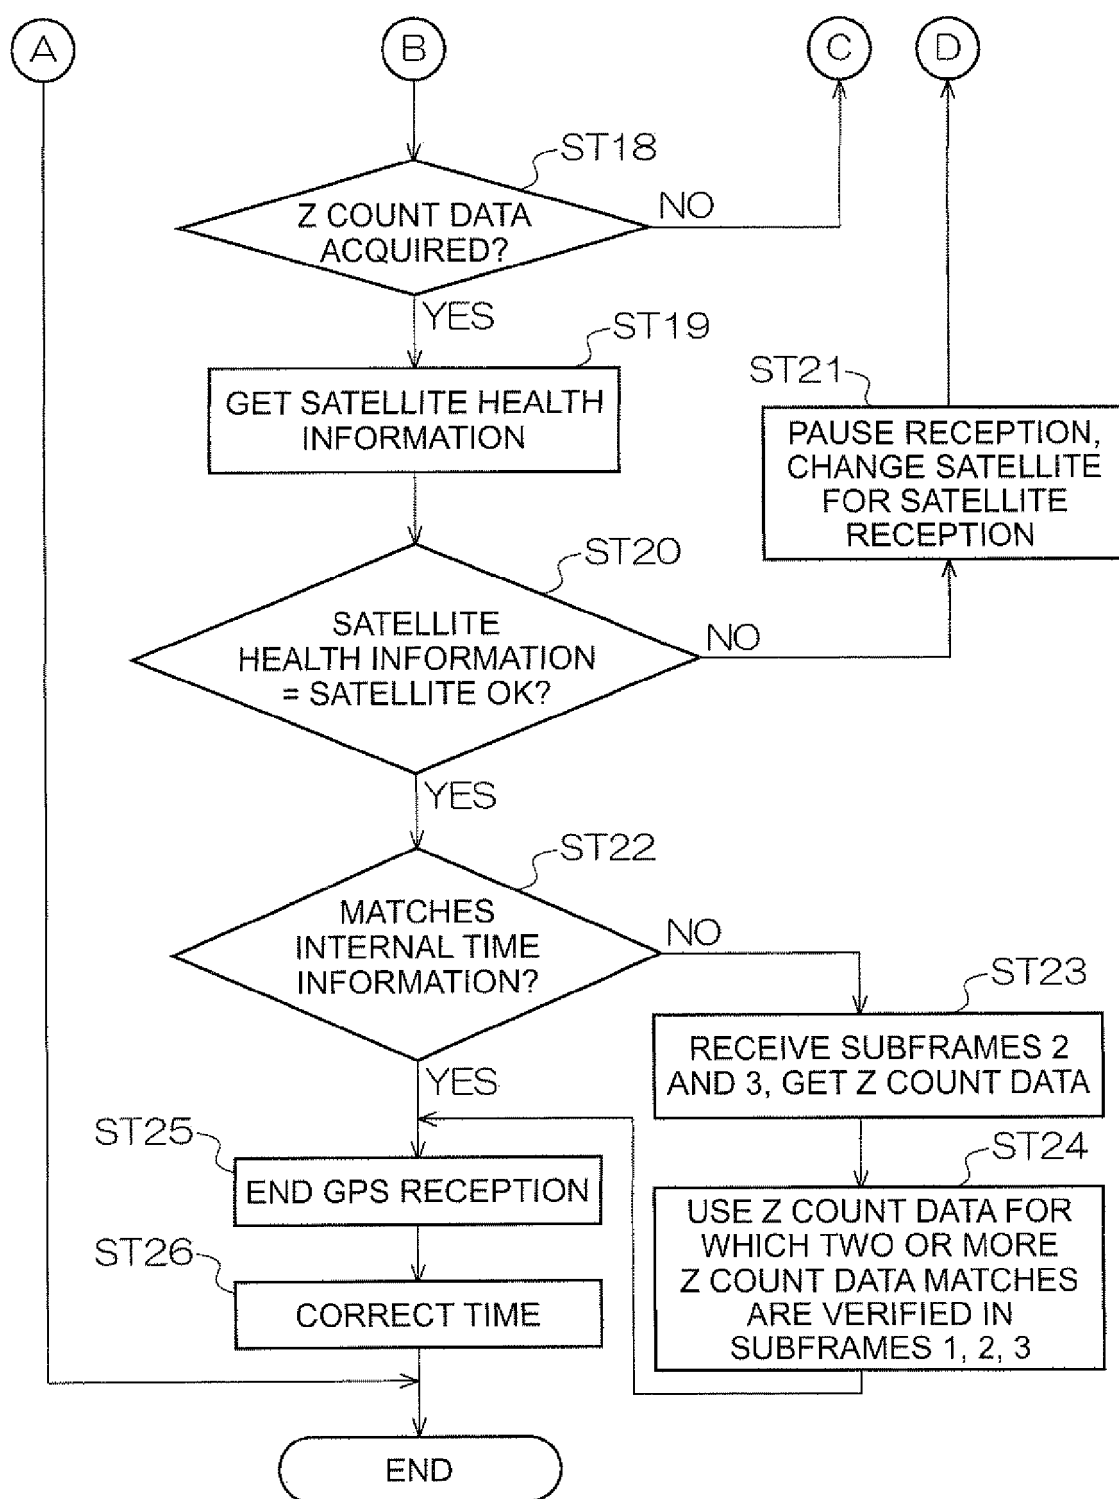 A
B
C
D
ST18
Z COUNT DATA
ACQUIRED?
NO
YES
ST19
GET SATELLITE HEALTH
INFORMATION
ST21
PAUSE RECEPTION,
CHANGE SATELLITE
FOR SATELLITE
RECEPTION
ST20
SATELLITE
HEALTH INFORMATION
= SATELLITE OK?
NO
YES
ST22
MATCHES
INTERNAL TIME
INFORMATION?
NO
YES
ST23
RECEIVE SUBFRAMES 2
AND 3, GET Z COUNT DATA
ST24
USE Z COUNT DATA FOR
WHICH TWO OR MORE
Z COUNT DATA MATCHES
ARE VERIFIED IN
SUBFRAMES 1, 2, 3
ST25
END GPS RECEPTION
ST26
CORRECT TIME
END